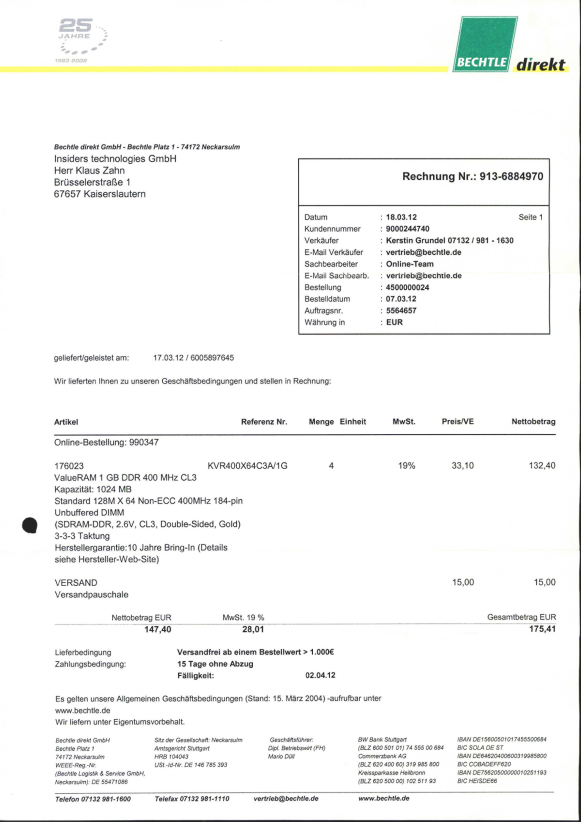 25
JAHRE
1983-2008
BECHTLE direkt
Bechtle direkt GmbH - Bechtle Platz 1 - 74172 Neckarsulm
Insiders technologies GmbH
Herr Klaus Zahn
Brüsselerstraße 1
67657 Kaiserslautern
Rechnung Nr.: 913-6884970
Datum : 18.03.12 Seite 1
Kundennummer : 9000244740
Verkäufer : Kerstin Grundel 07132 / 981 - 1630
E-Mail Verkäufer : vertrieb@bechtle.de
Sachbearbeiter : Online-Team
E-Mail Sachbearb. : vertrieb@bechtle.de
Bestellung : 4500000024
Bestelldatum : 07.03.12
Auftragsnr. : 5564657
Währung in : EUR
geliefert/geleistet am: 17.03.12 / 6005897645
Wir lieferten Ihnen zu unseren Geschäftsbedingungen und stellen in Rechnung:
Artikel Referenz Nr. Menge Einheit MwSt. Preis/VE Nettobetrag
Online-Bestellung: 990347
176023 KVR400X64C3A/1G 4 19% 33,10 132,40
ValueRAM 1 GB DDR 400 MHz CL3
Kapazität: 1024 MB
Standard 128M X 64 Non-ECC 400MHz 184-pin
Unbuffered DIMM
(SDRAM-DDR, 2.6V, CL3, Double-Sided, Gold)
3-3-3 Taktung
Herstellergarantie:10 Jahre Bring-In (Details
siehe Hersteller-Web-Site)
VERSAND 15,00 15,00
Versandpauschale
Nettobetrag EUR MwSt. 19 % Gesamtbetrag EUR
147,40 28,01 175,41
Lieferbedingung Versandfrei ab einem Bestellwert > 1.000€
Zahlungsbedingung: 15 Tage ohne Abzug
Fälligkeit: 02.04.12
Es gelten unsere Allgemeinen Geschäftsbedingungen (Stand: 15. März 2004) -aufrufbar unter
www.bechtle.de
Wir liefern unter Eigentumsvorbehalt.
Bechtle direkt GmbH Sitz der Gesellschaft: Neckarsulm Geschäftsführer: BW Bank Stuttgart IBAN DE15600501017455500684
Bechtle Platz 1 Amtsgericht Stuttgart Dipl. Betriebswirt (FH) (BLZ 600 501 01) 74 555 00 684 BIC SOLA DE ST
74172 Neckarsulm HRB 104043 Mario Düll Commerzbank AG IBAN DE64620400600319985800
WEEE-Reg.-Nr. USt.-Id-Nr. DE 146 785 393 (BLZ 620 400 60) 319 985 800 BIC COBADEFF620
(Bechtle Logistik & Service GmbH, Kreissparkasse Heilbronn IBAN DE75620500000010251193
Neckarsulm): DE 55471086 (BLZ 620 500 00) 102 511 93 BIC HEISDE66
Telefon 07132 981-1600 Telefax 07132 981-1110 vertrieb@bechtle.de www.bechtle.de